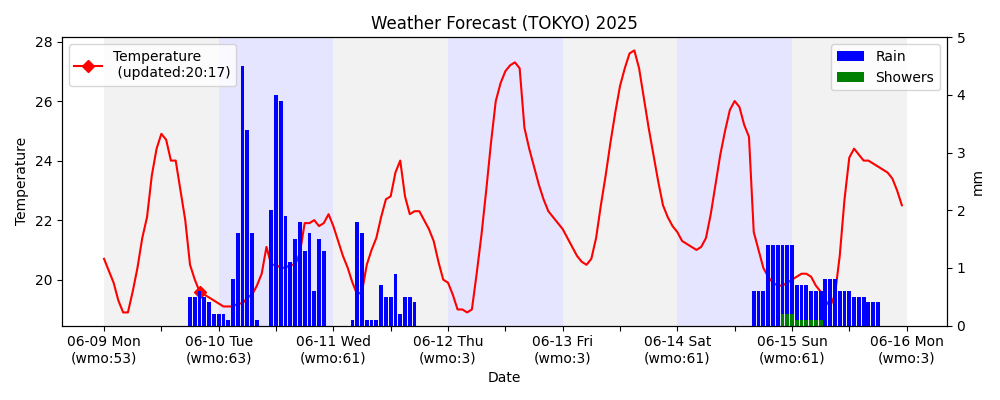 Weather Forecast (TOKYO) 2025
Temperature
(updated:20:17)
Rain
Showers
28
26
24
22
20
Temperature
5
4
3
2
1
0
mm
06-09 Mon
(wmo:53)
06-10 Tue
(wmo:63)
06-11 Wed
(wmo:61)
06-12 Thu
(wmo:3)
06-13 Fri
(wmo:3)
06-14 Sat
(wmo:61)
06-15 Sun
(wmo:61)
06-16 Mon
(wmo:3)
Date